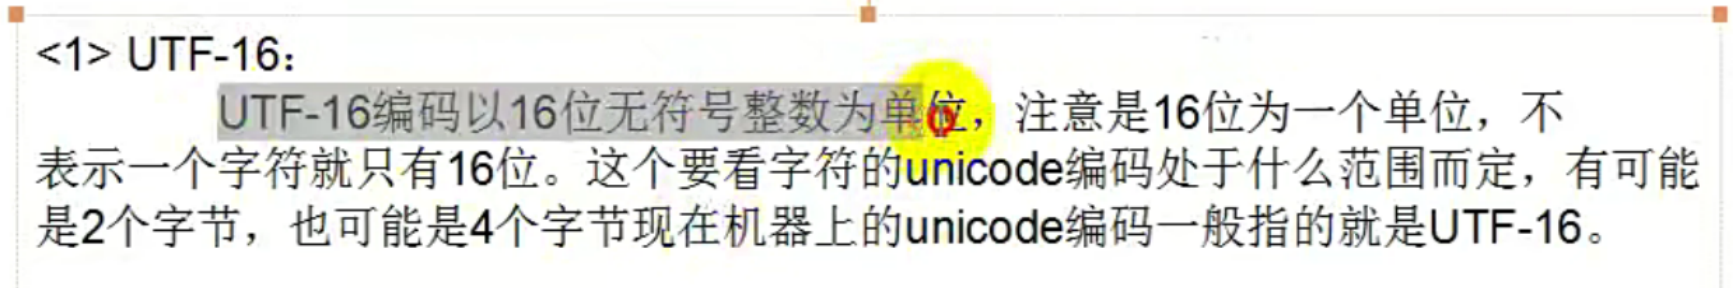 <1> UTF-16：
UTF-16编码以16位无符号整数为单位，注意是16位为一个单位，不
表示一个字符就只有16位。这个要看字符的unicode编码处于什么范围而定，有可能
是2个字节，也可能是4个字节现在机器上的unicode编码一般指的就是UTF-16。